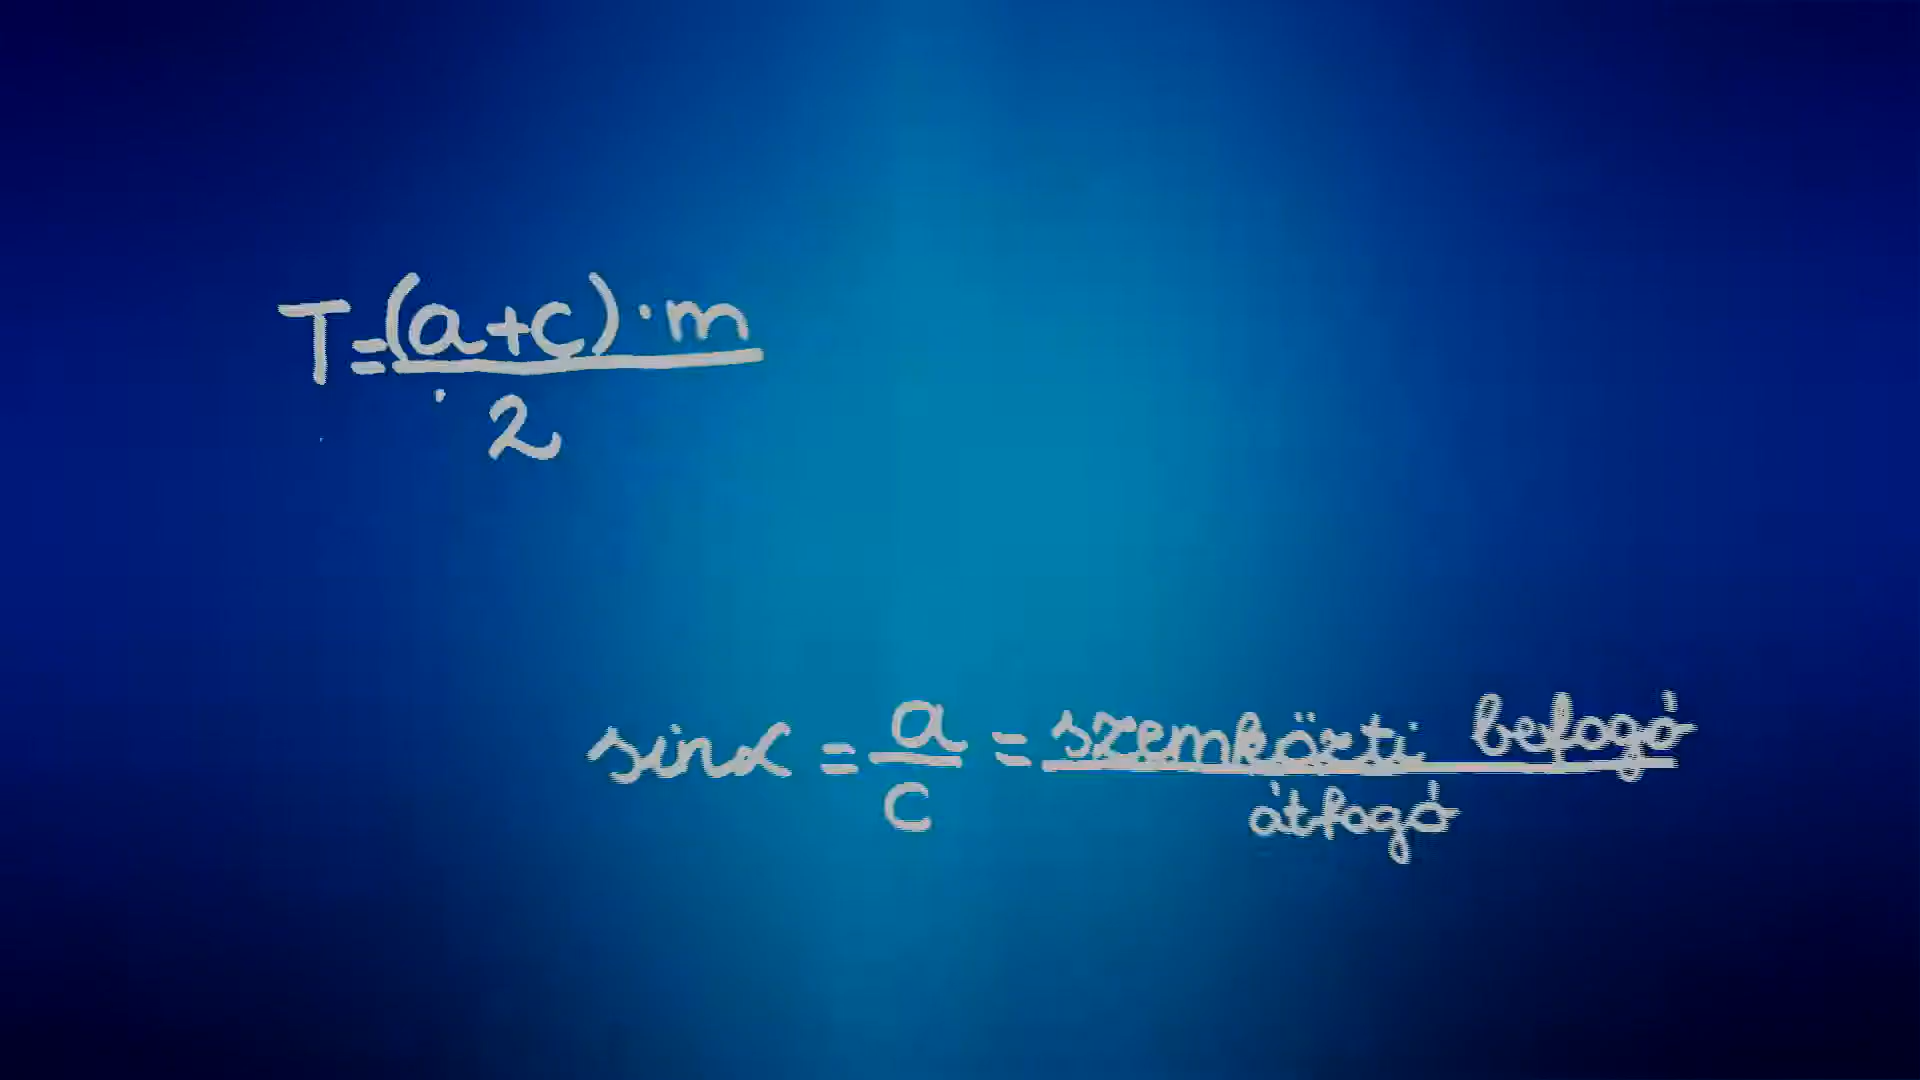 T = (a+c)·m / 2
sinα = a / c = szemközti befogó / átfogó